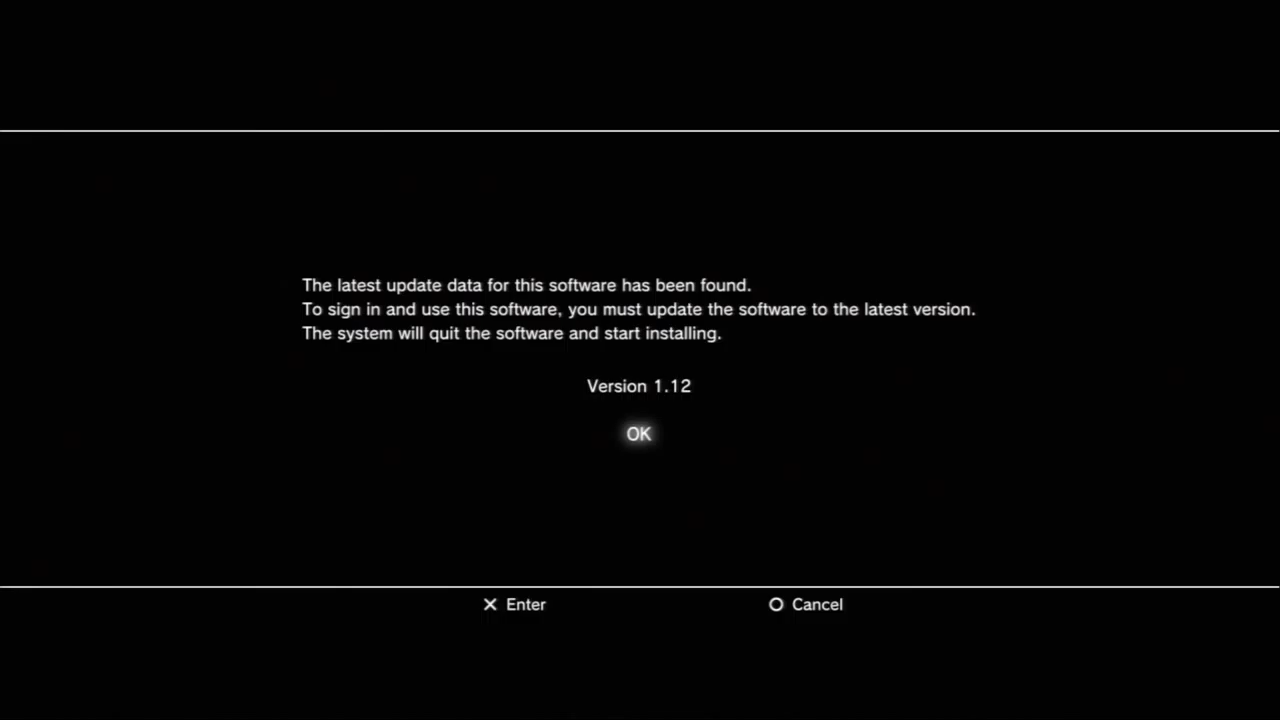 The latest update data for this software has been found.
To sign in and use this software, you must update the software to the latest version.
The system will quit the software and start installing.
Version 1.12
OK
Enter
Cancel